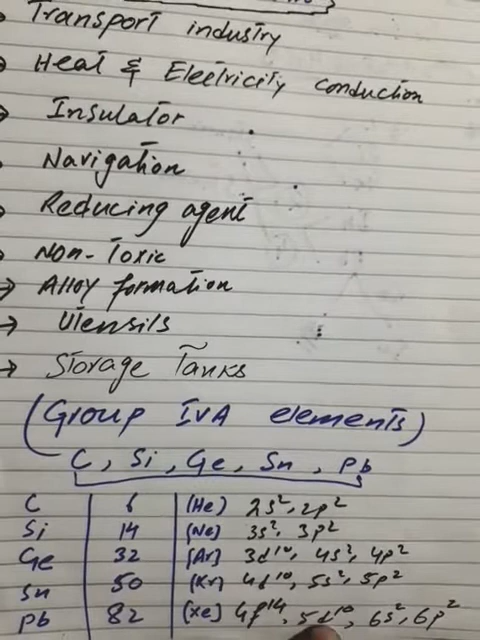 → Transport industry
→ Heat & Electricity conduction
→ Insulator
→ Navigation
→ Reducing agent
→ Non-Toxic
→ Alloy formation
→ Utensils
→ Storage Tanks
(Group IVA elements)
C, Si, Ge, Sn, Pb
C 6 (He) 2s², 2p²
Si 14 (Ne) 3s², 3p²
Ge 32 [Ar] 3d¹⁰, 4s², 4p²
Sn 50 (Kr) 4d¹⁰, 5s², 5p²
Pb 82 [Xe] 4f¹⁴, 5d¹⁰, 6s², 6p²